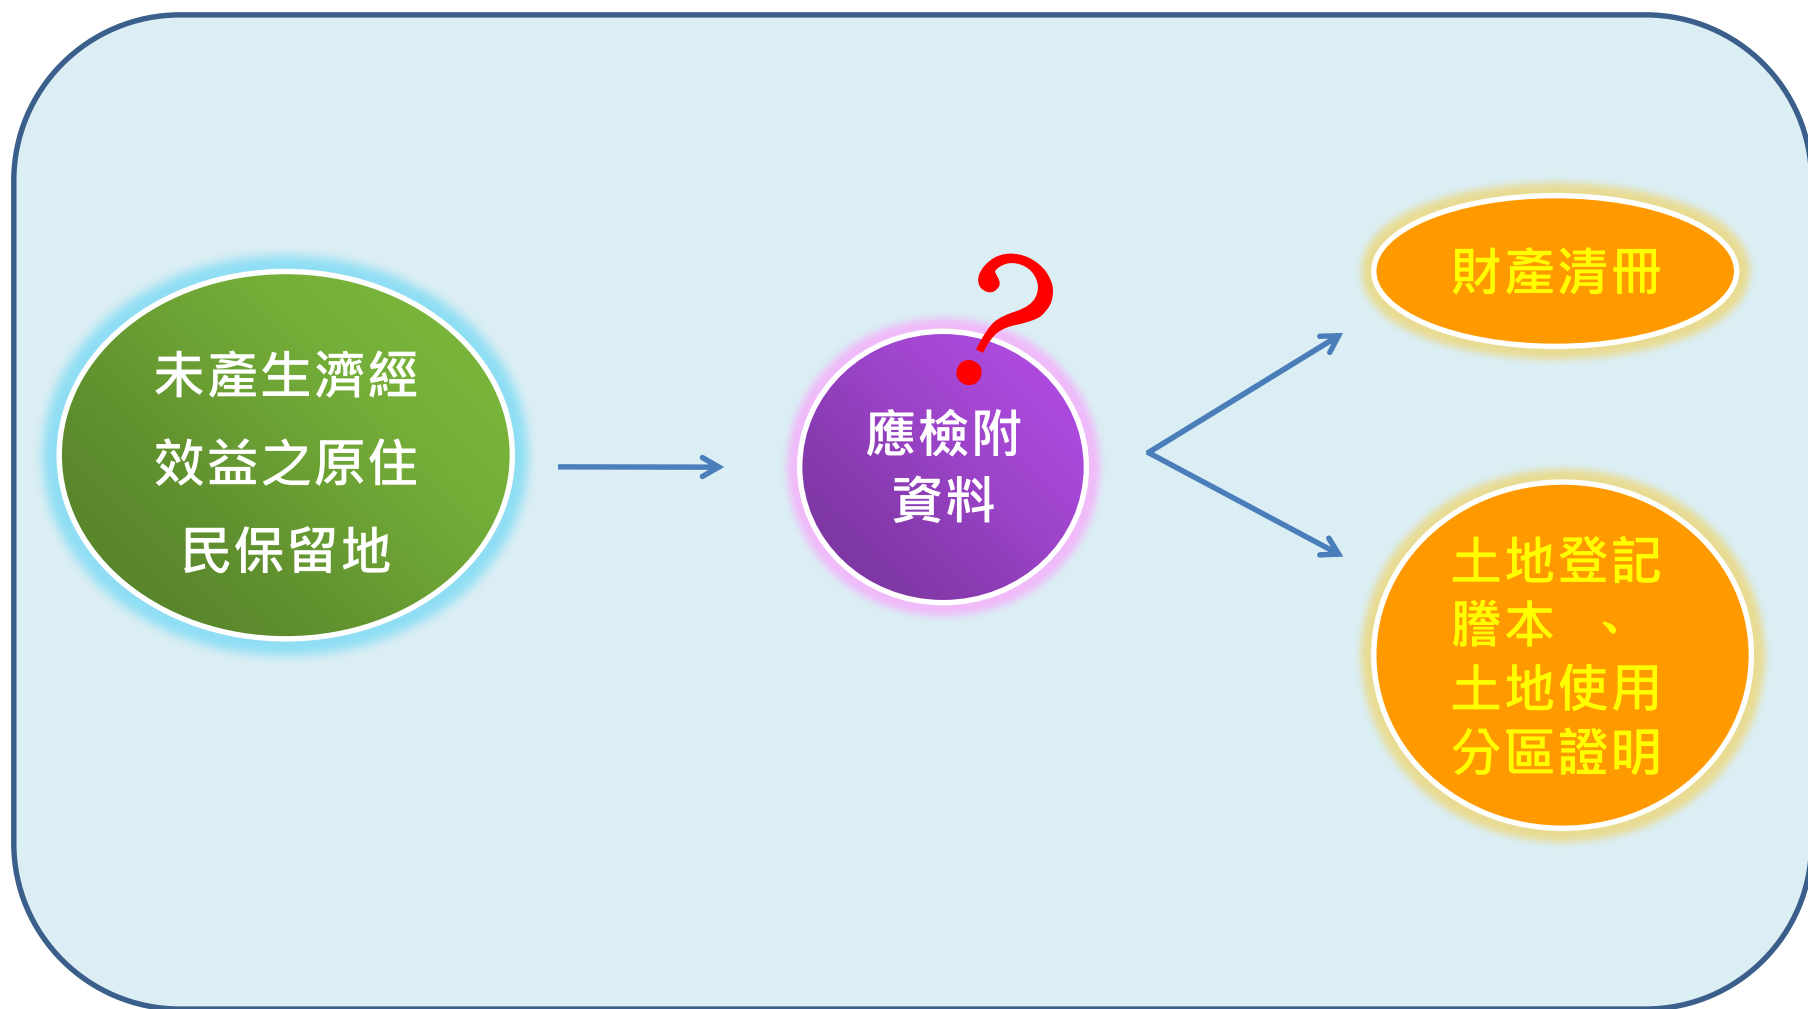 未產生濟經
效益之原住
民保留地
?
應檢附
資料
財產清冊
土地登記
謄本 、
土地使用
分區證明